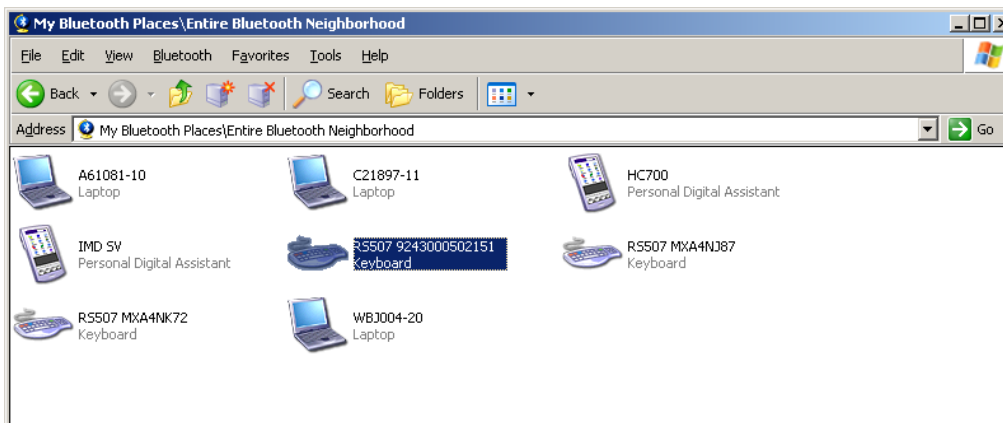 My Bluetooth Places\Entire Bluetooth Neighborhood
File Edit View Bluetooth Favorites Tools Help
Back Search Folders
Address My Bluetooth Places\Entire Bluetooth Neighborhood Go
A61081-10
Laptop
C21897-11
Laptop
HC700
Personal Digital Assistant
IMD SV
Personal Digital Assistant
RS507 9243000502151
Keyboard
RS507 MXA4NJ87
Keyboard
RS507 MXA4NK72
Keyboard
WBJ004-20
Laptop